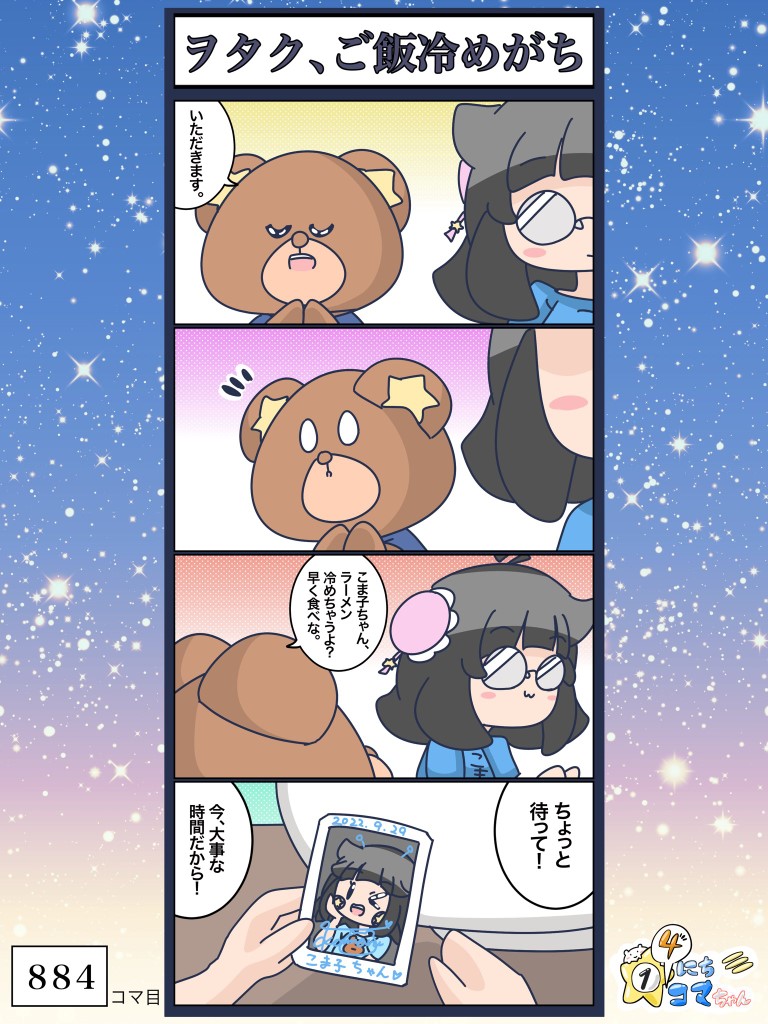 ヲタク、ご飯冷めがち
いただきます。
こま子ちゃん、
ラーメン
冷めちゃうよ?
早く食べな。
ちょっと
待って!
今、大事な
時間だから!
2022.9.29
こま子ちゃん♡
884
コマ目
4
1
にち
コマ
ちゃん